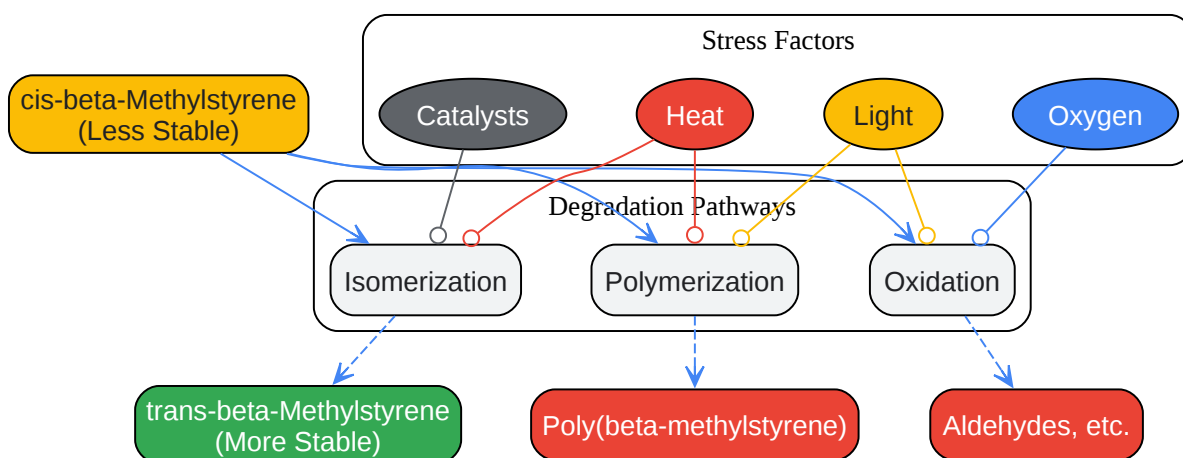 Stress Factors
cis-beta-Methylstyrene
(Less Stable)
Catalysts
Heat
Light
Oxygen
Degradation Pathways
Isomerization
Polymerization
Oxidation
trans-beta-Methylstyrene
(More Stable)
Poly(beta-methylstyrene)
Aldehydes, etc.